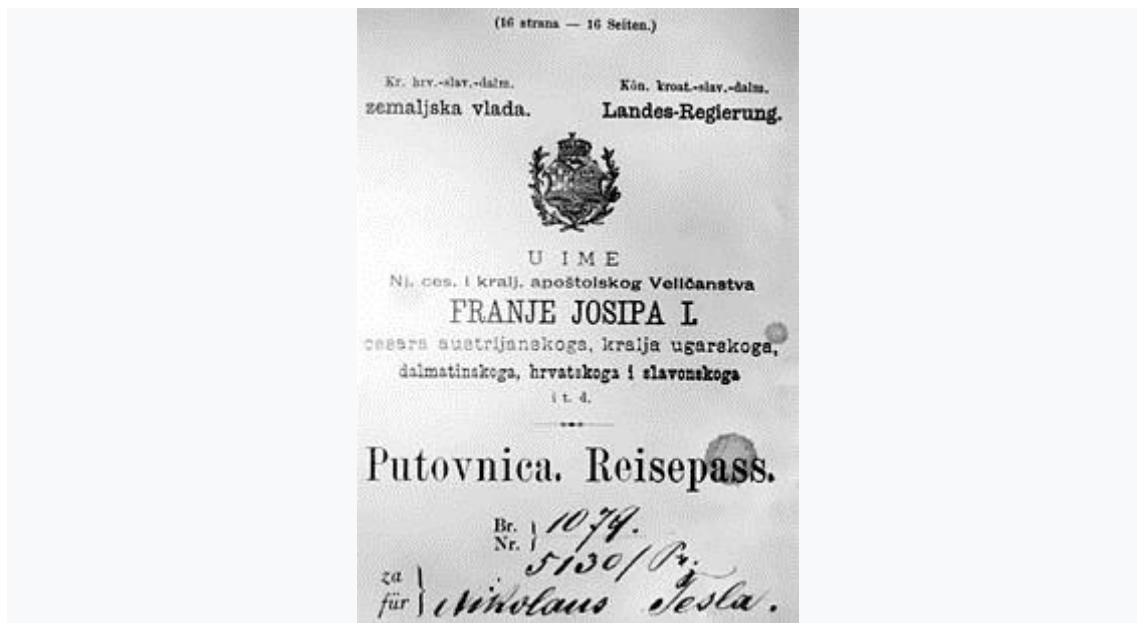 (16 strana — 16 Seiten.)
Kr. hrv.-slav.-dalm.
zemaljska vlada.
Kön. kroat.-slav.-dalm.
Landes-Regierung.
U IME
Nj. ces. i kralj. apoštolskog Veličanstva
FRANJE JOSIPA I.
cesara austrijanskoga, kralja ugarskoga,
dalmatinskoga, hrvatskoga i slavonskoga
i t. d.
Putovnica. Reisepass.
Br.
Nr. } 1079.
5130/Pr.
za
für } Nikolaus Tesla.